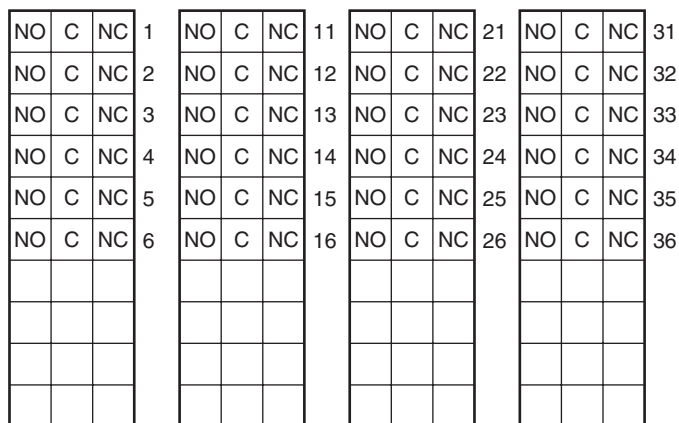 NO C NC 1 NO C NC 11 NO C NC 21 NO C NC 31
NO C NC 2 NO C NC 12 NO C NC 22 NO C NC 32
NO C NC 3 NO C NC 13 NO C NC 23 NO C NC 33
NO C NC 4 NO C NC 14 NO C NC 24 NO C NC 34
NO C NC 5 NO C NC 15 NO C NC 25 NO C NC 35
NO C NC 6 NO C NC 16 NO C NC 26 NO C NC 36